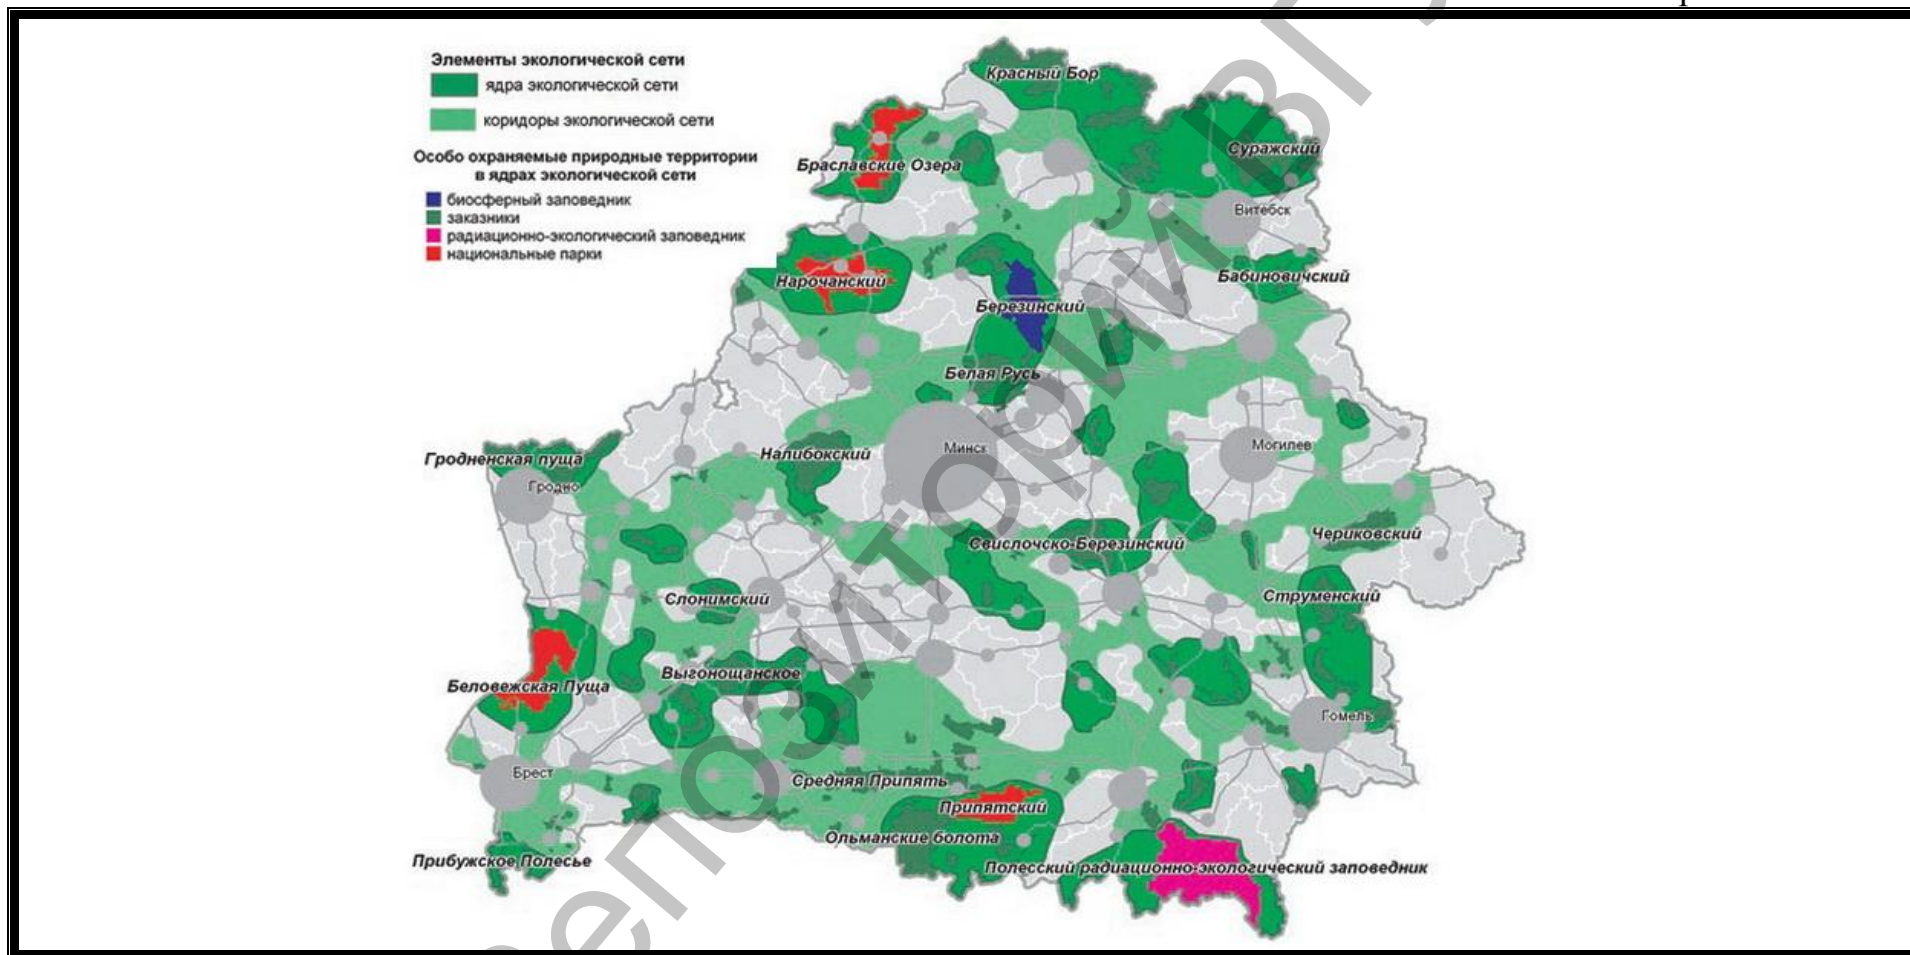 Элементы экологической сети
ядра экологической сети
коридоры экологической сети
Особо охраняемые природные территории
в ядрах экологической сети
биосферный заповедник
заказники
радиационно-экологический заповедник
национальные парки
Красный Бор
Суражский
Браславские Озера
Витебск
Бабиновичский
Нарочанский
Березинский
Белая Русь
Минск
Могилев
Налибокский
Гродненская пуща
Гродно
Чериковский
Свислочско-Березинский
Слонимский
Струменский
Выгонощанское
Беловежская Пуща
Гомель
Брест
Средняя Припять
Припятский
Ольманские болота
Прибужское Полесье
Полесский радиационно-экологический заповедник